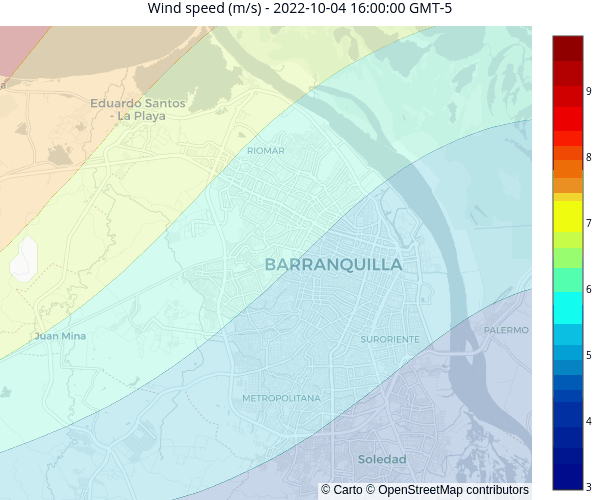 Wind speed (m/s) - 2022-10-04 16:00:00 GMT-5
9
a
Eduardo Santos
- La Playa
8
RIOMAR
7
BARRANQUILLA
6
Juan Mina
PALERMO
SURORIENTE
5
METROPOLITANA
4
Soledad
3
© Carto © OpenStreetMap contributors